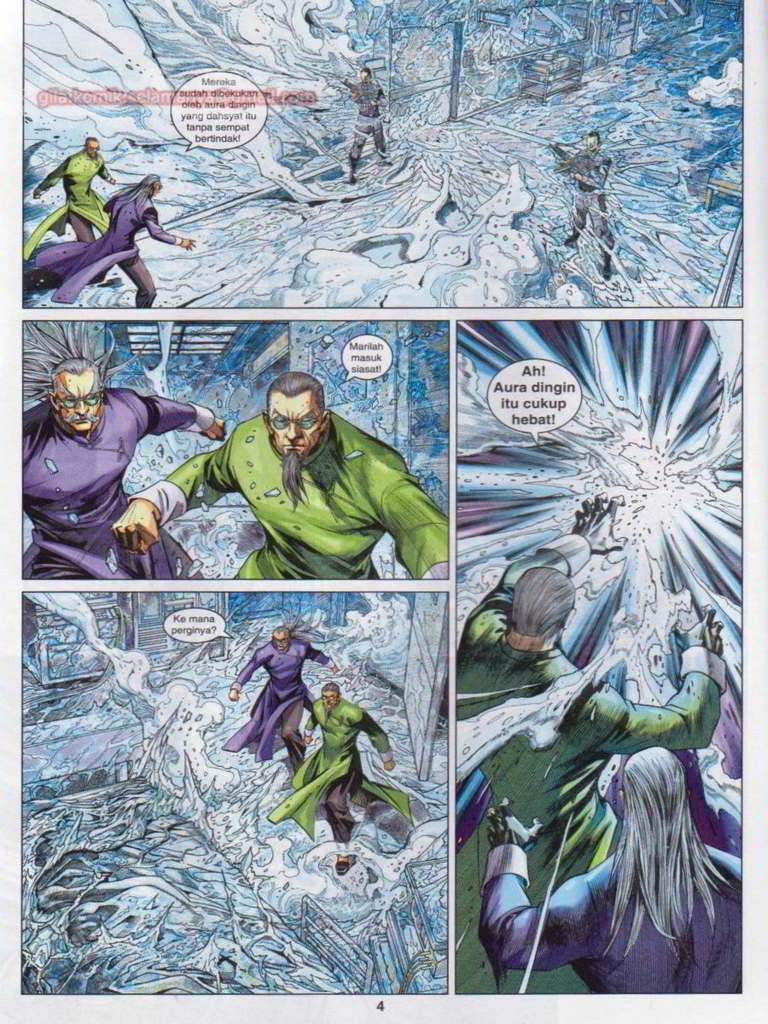 Mereka
sudah dibekukan
oleh aura dingin
yang dahsyat itu
tanpa sempat
bertindak!
Marilah
masuk
siasat!
Ah!
Aura dingin
itu cukup
hebat!
Ke mana
perginya?
4